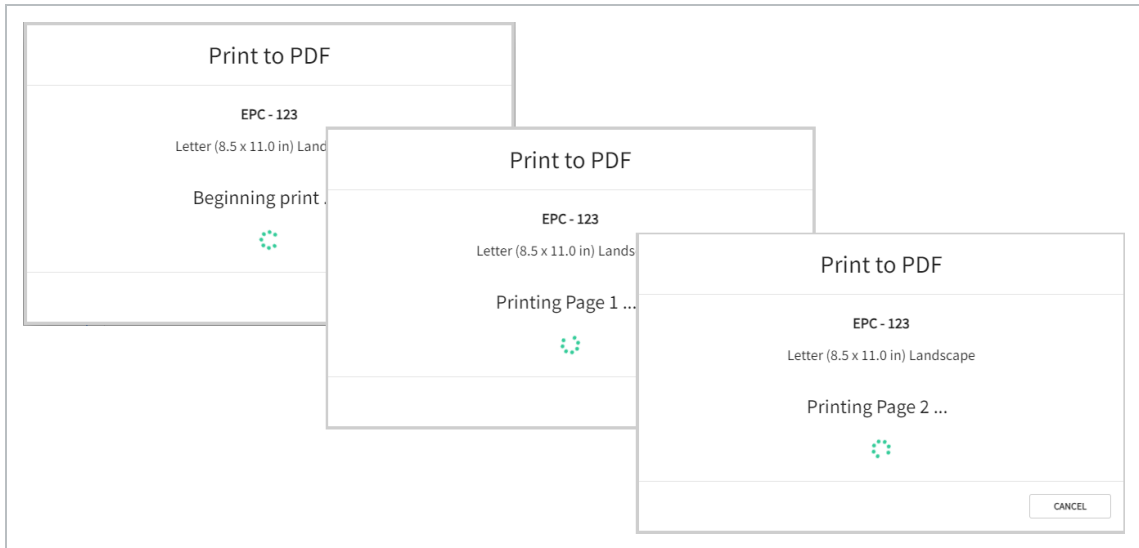 Print to PDF
EPC - 123
Letter (8.5 x 11.0 in) Land
Beginning print .
Print to PDF
EPC - 123
Letter (8.5 x 11.0 in) Lands
Printing Page 1 ...
Print to PDF
EPC - 123
Letter (8.5 x 11.0 in) Landscape
Printing Page 2 ...
CANCEL